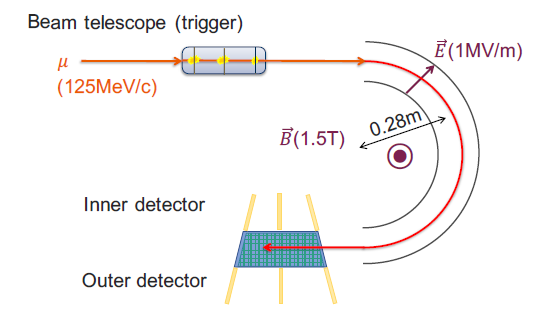 Beam telescope (trigger)
μ
(125MeV/c)
E⃗(1MV/m)
0.28m
B⃗(1.5T)
Inner detector
Outer detector